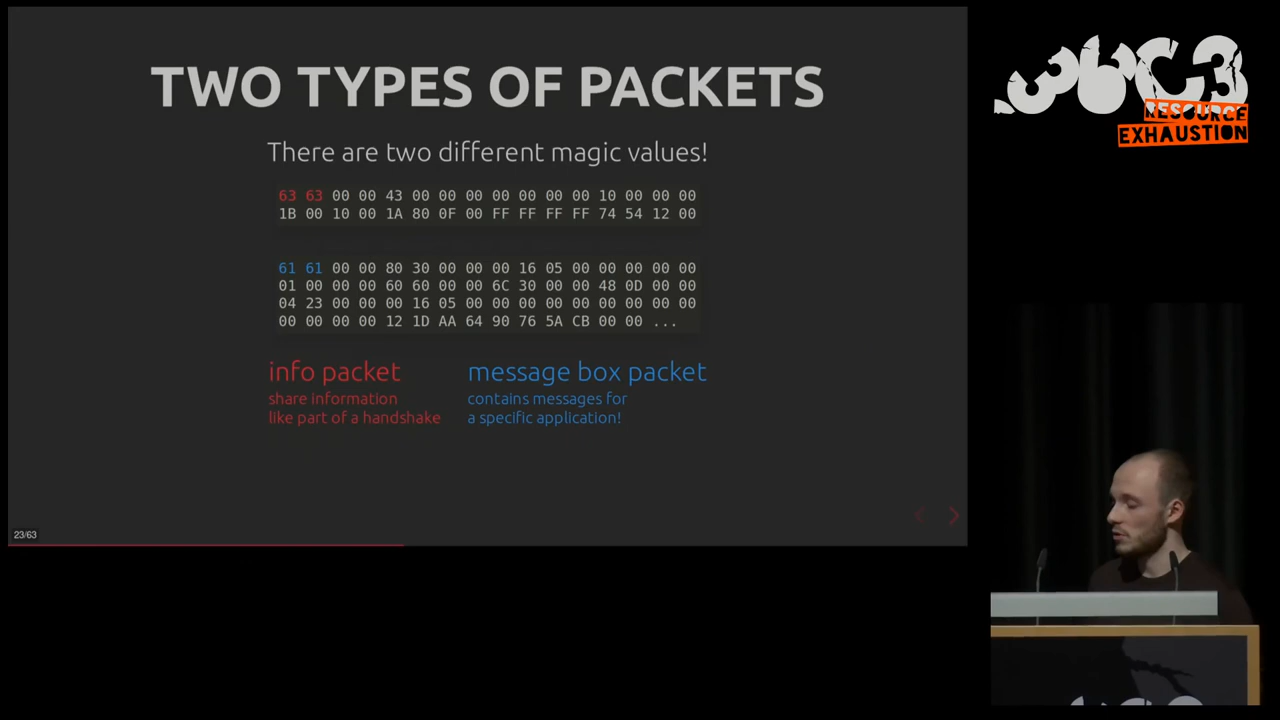 TWO TYPES OF PACKETS
There are two different magic values!
63 63 00 00 43 00 00 00 00 00 00 00 10 00 00 00
1B 00 10 00 1A 80 0F 00 FF FF FF FF 74 54 12 00
61 61 00 00 80 30 00 00 00 16 05 00 00 00 00 00
01 00 00 00 60 60 00 00 6C 30 00 00 48 0D 00 00
04 23 00 00 00 16 05 00 00 00 00 00 00 00 00 00
00 00 00 00 12 1D AA 64 90 76 5A CB 00 00 ...
info packet
share information
like part of a handshake
message box packet
contains messages for
a specific application!
23/63
36C3
RESOURCE
EXHAUSTION